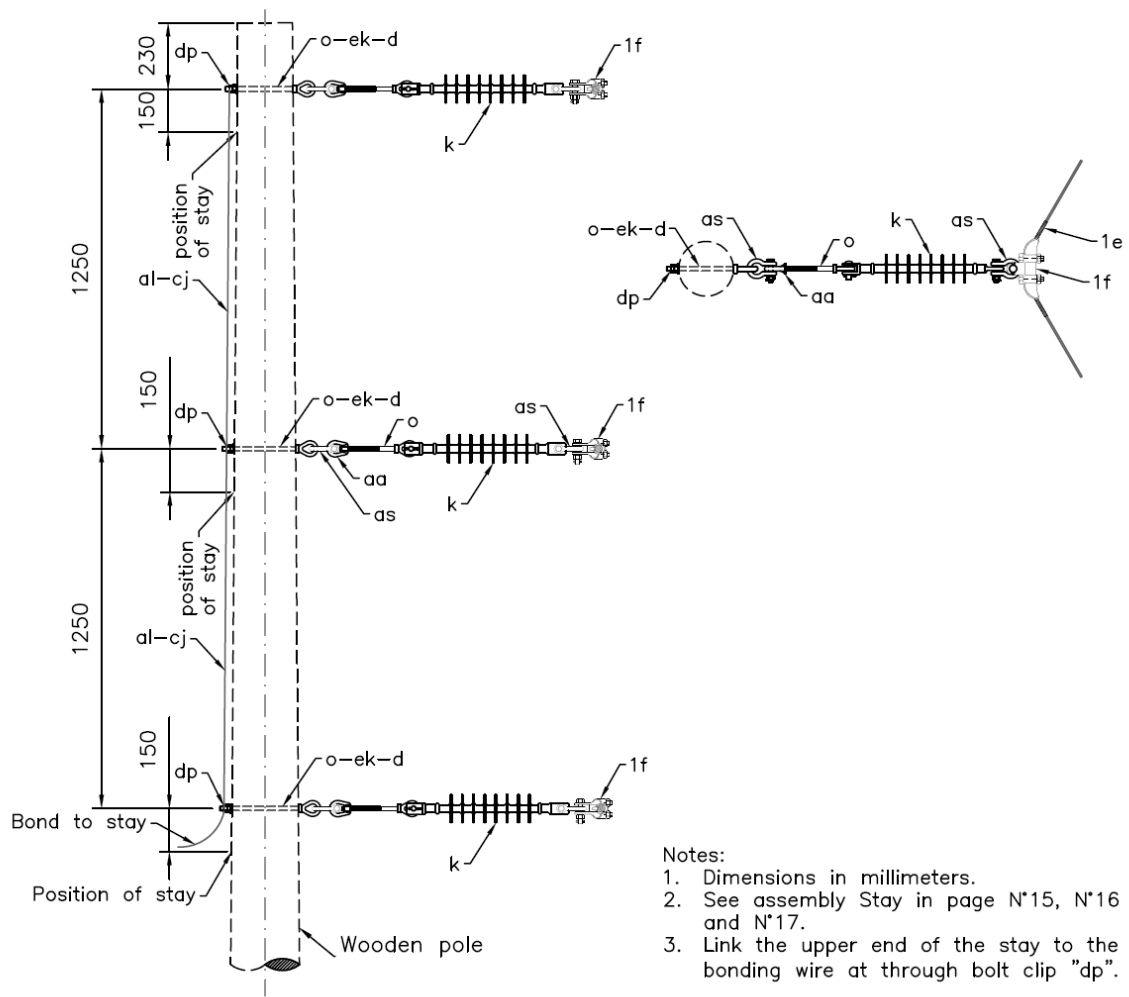 230
dp
o-ek-d
1f
150
k
position
of stay
1250
al-cj
as
o-ek-d
k
o
as
1e
1f
dp
aa
150
dp
o-ek-d
o
as
1f
aa
as
k
position
of stay
1250
al-cj
150
dp
o-ek-d
1f
Bond to stay
k
Position of stay
Wooden pole
Notes:
1. Dimensions in millimeters.
2. See assembly Stay in page N°15, N°16
and N°17.
3. Link the upper end of the stay to the
bonding wire at through bolt clip "dp".